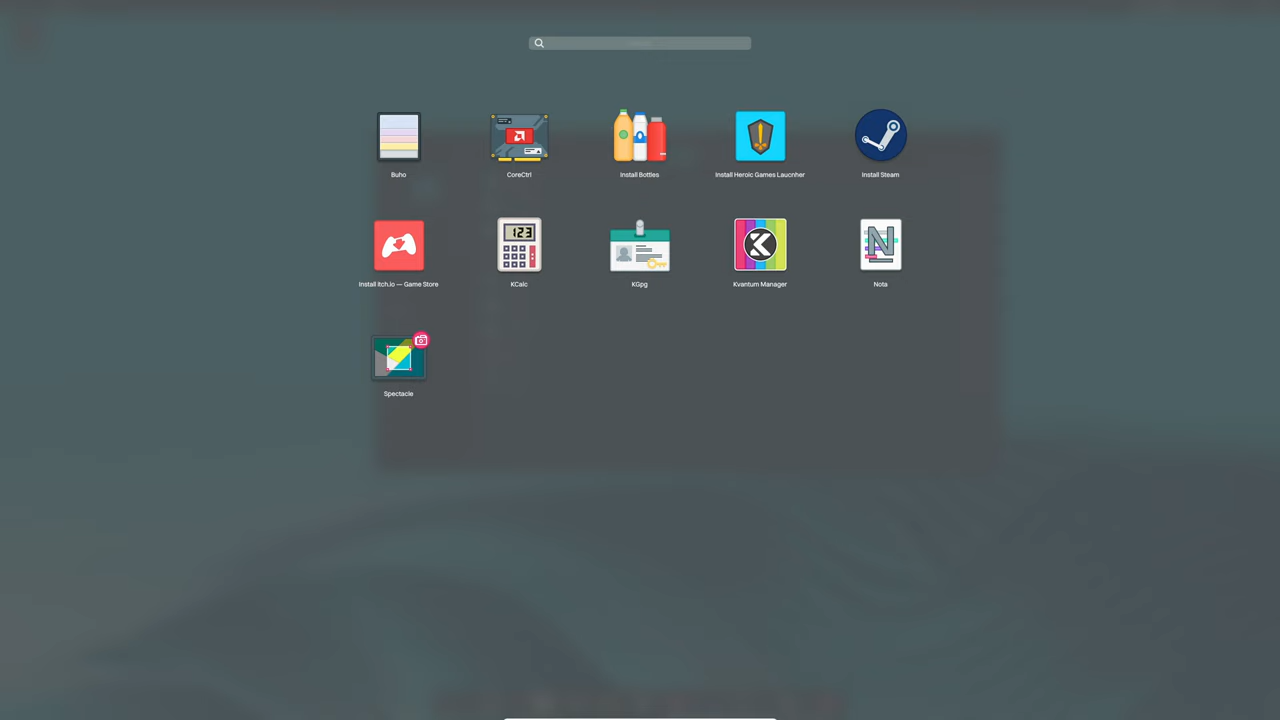 Buho
CoreCtrl
Install Bottles
Install Heroic Games Laucnher
Install Steam
Install itch.io — Game Store
123
KCalc
KGpg
Kvantum Manager
N
Nota
Spectacle